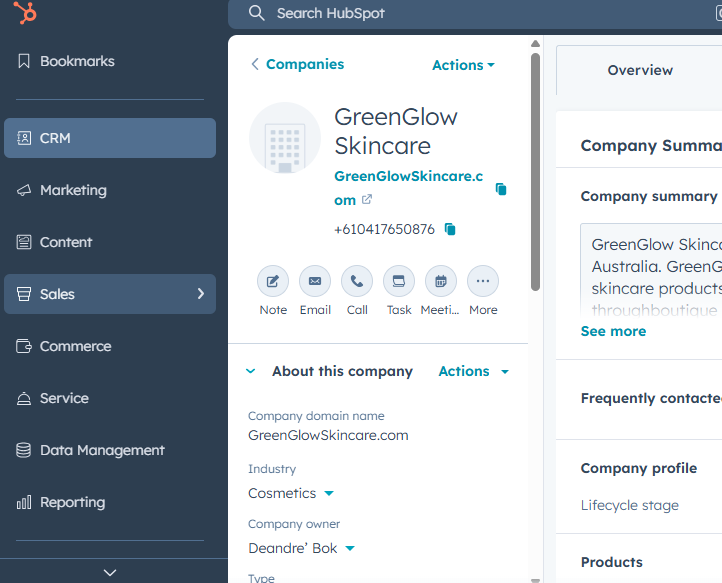 Search HubSpot
Bookmarks
CRM
Marketing
Content
Sales
Commerce
Service
Data Management
Reporting
Companies
Actions
GreenGlow
Skincare
GreenGlowSkincare.c
om
+610417650876
Note Email Call Task Meeti... More
About this company Actions
Company domain name
GreenGlowSkincare.com
Industry
Cosmetics
Company owner
Deandre’ Bok
Type
Overview
Company Summa
Company summary
GreenGlow Skinc
Australia. GreenG
skincare products
throughboutique
See more
Frequently contacte
Company profile
Lifecycle stage
Products